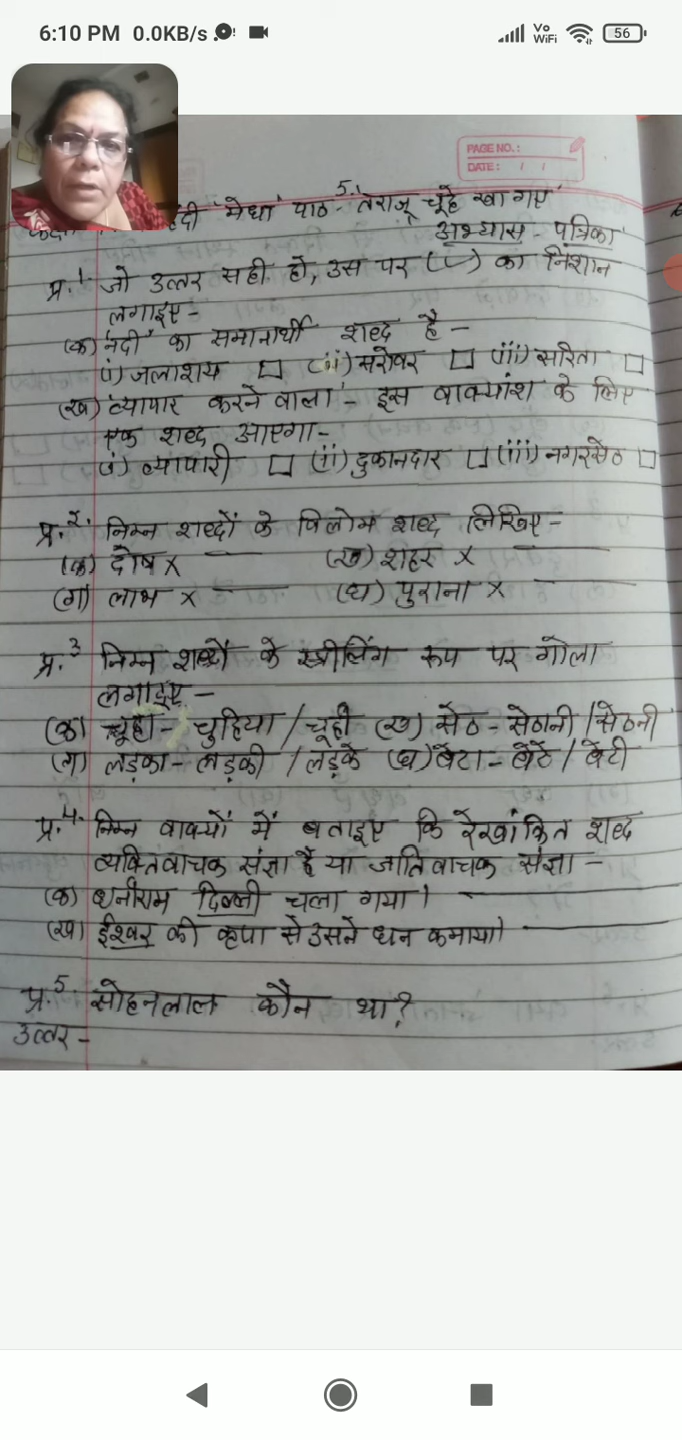 6:10 PM 0.0KB/s
Vo WiFi 56
PAGE NO.:
DATE: / /
हिंदी 'मेधा' पाठ-5. 'तराजू चूहे खा गए'
अभ्यास-पत्रिका
प्र.1 जो उत्तर सही हो, उस पर (✓) का निशान
लगाइए-
(क) 'नदी' का समानार्थी शब्द है-
(i) जलाशय □ (ii) सरोवर □ (iii) सरिता □
(ख) 'व्यापार करने वाला'- इस वाक्यांश के लिए
एक शब्द आएगा-
(i) व्यापारी □ (ii) दुकानदार □ (iii) नगरसेठ □
प्र.2. निम्न शब्दों के विलोम शब्द लिखिए-
(क) दोष x —— (ख) शहर x ——
(ग) लाभ x —— (घ) पुराना x ——
प्र.3 निम्न शब्दों के स्त्रीलिंग रूप पर गोला
लगाइए-
(क) चूहा- चुहिया / चूही (ख) सेठ- सेठानी / सेठनी
(ग) लड़का- लड़की / लड़के (घ) बेटा- बेटे / बेटी
प्र.4. निम्न वाक्यों में बताइए कि रेखांकित शब्द
व्यक्तिवाचक संज्ञा है या जातिवाचक संज्ञा-
(क) धनीराम दिल्ली चला गया। ——
(ख) ईश्वर की कृपा से उसने धन कमाया। ——
प्र.5. सोहनलाल कौन था?
उत्तर-